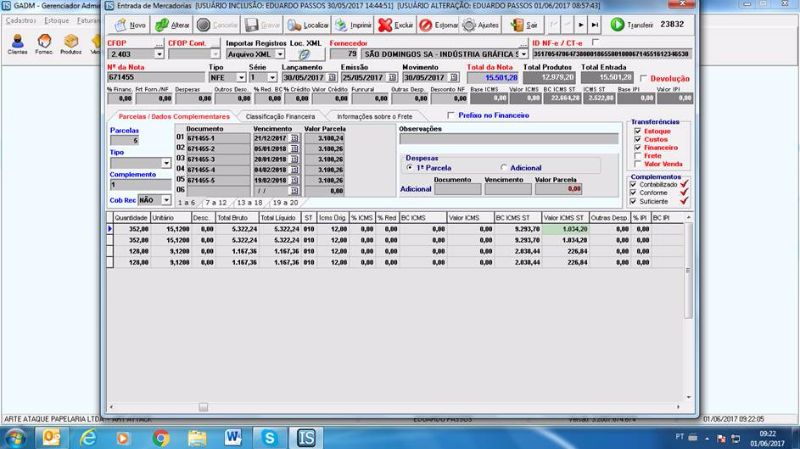 GADM - Gerenciador Admi
Entrada de Mercadorias [USUÁRIO INCLUSÃO: EDUARDO PASSOS 30/05/2017 14:44:51] [USUÁRIO ALTERAÇÃO: EDUARDO PASSOS 01/06/2017 08:57:43]
Cadastros Estoque Faturam
Clientes Fornec. Produtos
Novo Alterar Cancelar Gravar Localizar Imprimir Excluir Estornar Ajustes Sair Transferir 23832
CFOP ... CFOP Cont. ... Importar Registros Loc. XML Fornecedor ... ID NF-e / CT-e
2.403 Arquivo XML 79 SÃO DOMINGOS SA - INDÚSTRIA GRÁFICA S
Nº da Nota Tipo Série Lançamento Emissão Movimento Total da Nota Total Produtos Total Entrada
671455 NFE 1 30/05/2017 25/05/2017 30/05/2017 15.501,28 12.979,20 15.501,28 Devolução
% Financ. Frt Forn./NF Despesas Outras Desp. % Red. BC % Crédito Valor Crédito Funrural Outras Desp. Desconto NF Base ICMS Valor ICMS BC ICMS ST ICMS ST Base IPI Valor IPI
0,00 0,00 0,00 0,00 0,00 0,00 0,00 0,00 0,00 0,00 0,00 0,00 22.664,28 2.522,08 0,00 0,00
Parcelas / Dados Complementares Classificação Financeira Informações sobre o Frete Prefixo no Financeiro
Parcelas
6
Tipo
Complemento
1
Cob Rec NÃO
Documento Vencimento Valor Parcela
01 671455-1 21/12/2017 3.100,24
02 671455-2 05/01/2018 3.100,26
03 671455-3 20/01/2018 3.100,26
04 671455-4 04/02/2018 3.100,26
05 671455-5 19/02/2018 3.100,26
06 / / 0,00
1 a 6 7 a 12 13 a 18 19 a 20
Observações
Despesas
1ª Parcela Adicional
Documento Vencimento Valor Parcela
Adicional 0,00
Transferências
Estoque
Custos
Financeiro
Frete
Valor Venda
Complementos
Contabilizado
Conforme
Suficiente
Quantidade Unitário Desc. Total Bruto Total Líquido ST Icms Orig. % ICMS % Red BC ICMS Valor ICMS BC ICMS ST Valor ICMS ST Outras Desp. % IPI BC IPI
352,00 15,1200 0,00 5.322,24 5.322,24 010 12,00 0,00 0,00 0,00 0,00 9.293,70 1.034,20 0,00 0,00
352,00 15,1200 0,00 5.322,24 5.322,24 010 12,00 0,00 0,00 0,00 0,00 9.293,70 1.034,20 0,00 0,00
128,00 9,1200 0,00 1.167,36 1.167,36 010 12,00 0,00 0,00 0,00 0,00 2.038,44 226,84 0,00 0,00
128,00 9,1200 0,00 1.167,36 1.167,36 010 12,00 0,00 0,00 0,00 0,00 2.038,44 226,84 0,00 0,00
ARTE ATAQUE PAPELARIA LTDA. - ART ATTACK EDUARDO PASSOS 01/06/2017 09:22:05
PT 09:22
01/06/2017